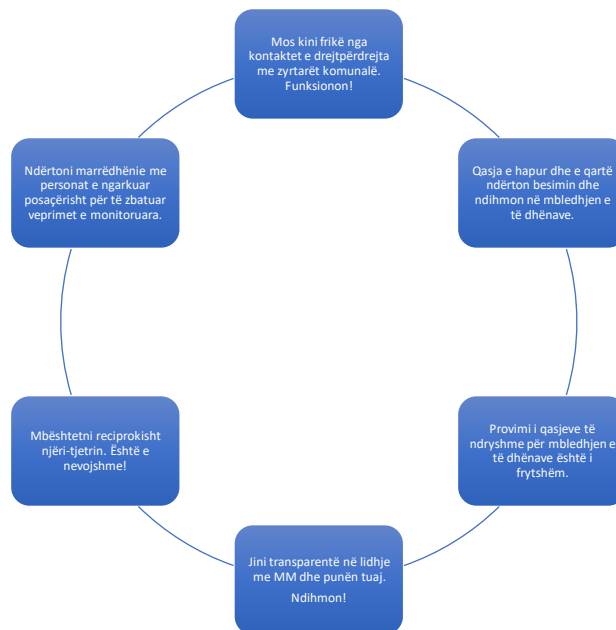 Mos kini frikë nga
kontaktet e drejtpërdrejta
me zyrtarët komunalë.
Funksionon!
Qasja e hapur dhe e qartë
ndërton besimin dhe
ndihmon në mbledhjen e
të dhënave.
Provimi i qasjeve të
ndryshme për mbledhjen e
të dhënave është i
frytshëm.
Jini transparentë në lidhje
me MM dhe punën tuaj.
Ndihmon!
Mbështetni reciprokisht
njëri-tjetrin. Është e
nevojshme!
Ndërtoni marrëdhënie me
personat e ngarkuar
posaçërisht për të zbatuar
veprimet e monitoruara.